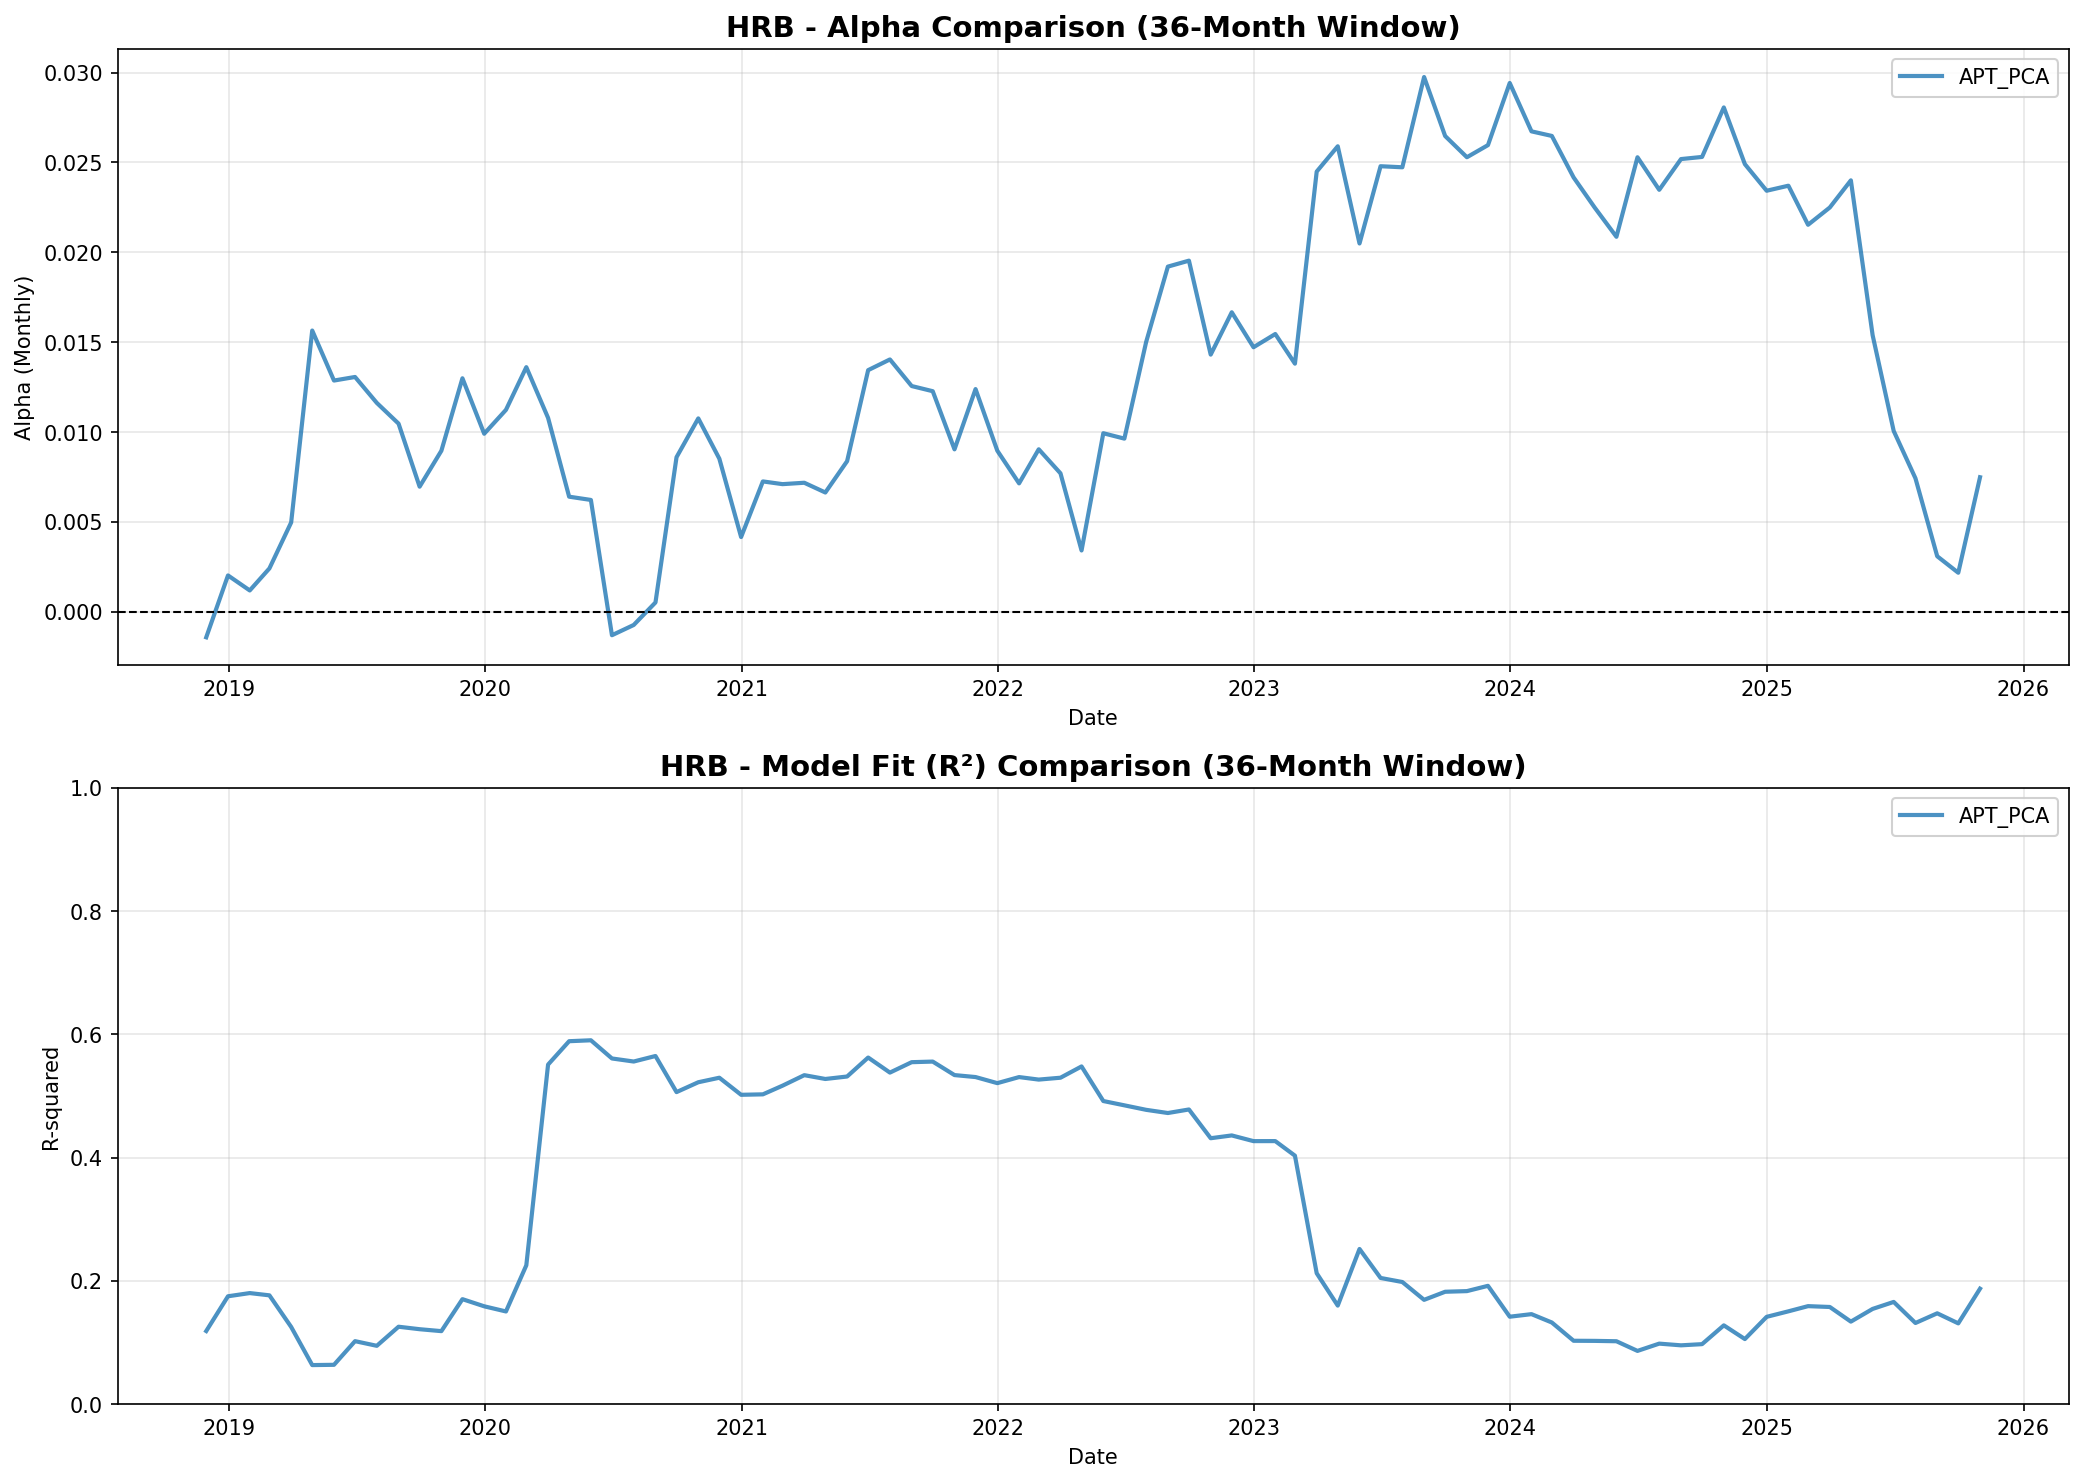 HRB - Alpha Comparison (36-Month Window)
APT_PCA
Alpha (Monthly)
0.030
0.025
0.020
0.015
0.010
0.005
0.000
2019 2020 2021 2022 2023 2024 2025 2026
Date
HRB - Model Fit (R²) Comparison (36-Month Window)
APT_PCA
R-squared
1.0
0.8
0.6
0.4
0.2
0.0
2019 2020 2021 2022 2023 2024 2025 2026
Date